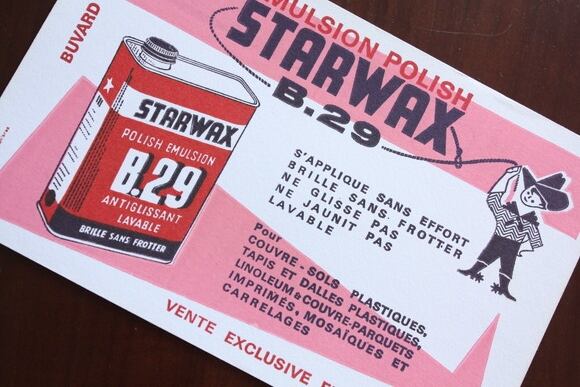 BUVARD
EMULSION POLISH
STARWAX
B.29
STARWAX
POLISH EMULSION
B.29
ANTIGLISSANT
LAVABLE
BRILLE SANS FROTTER
S'APPLIQUE SANS EFFORT
BRILLE SANS FROTTER
NE GLISSE PAS
NE JAUNIT PAS
LAVABLE
Pour
COUVRE-SOLS PLASTIQUES,
TAPIS ET DALLES PLASTIQUES,
LINOLEUM & COUVRE-PARQUETS
IMPRIMÉS, MOSAÏQUES ET
CARRELAGES
VENTE EXCLUSIVE